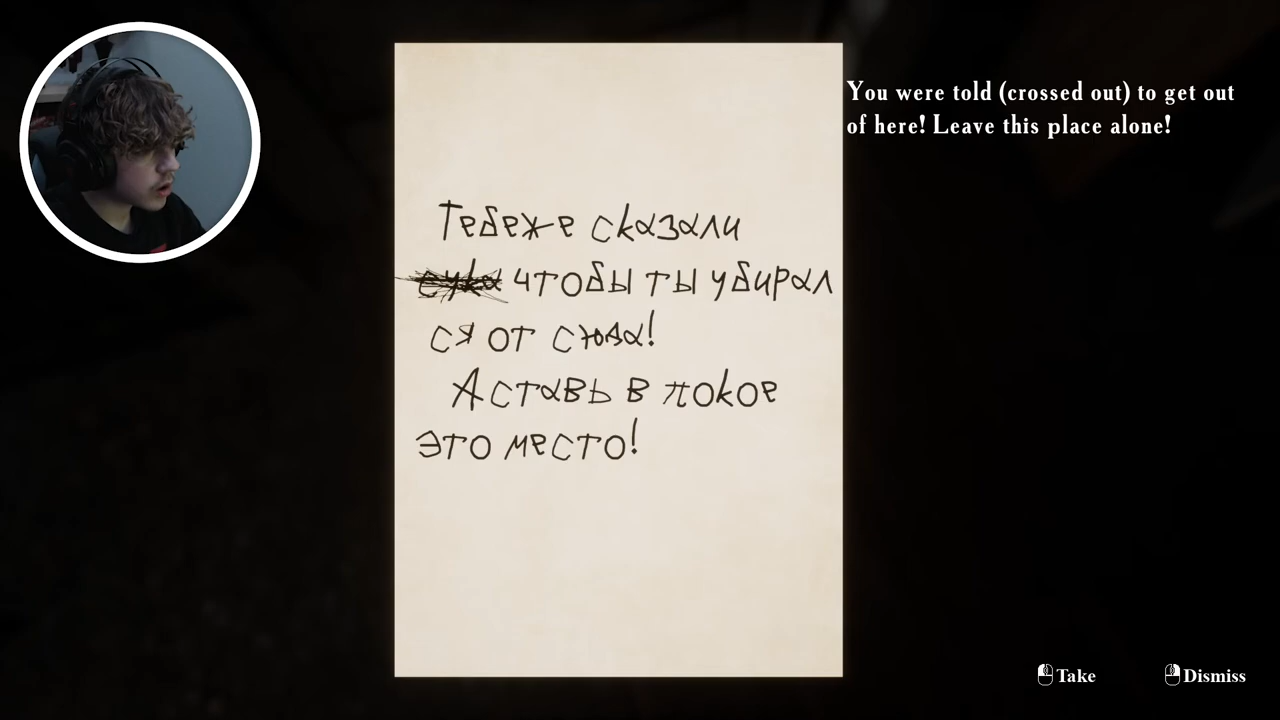 You were told (crossed out) to get out
of here! Leave this place alone!
Тебеже сказали
сука чтобы ты убирал
ся от сюда!
Аставь в покое
это место!
Take
Dismiss